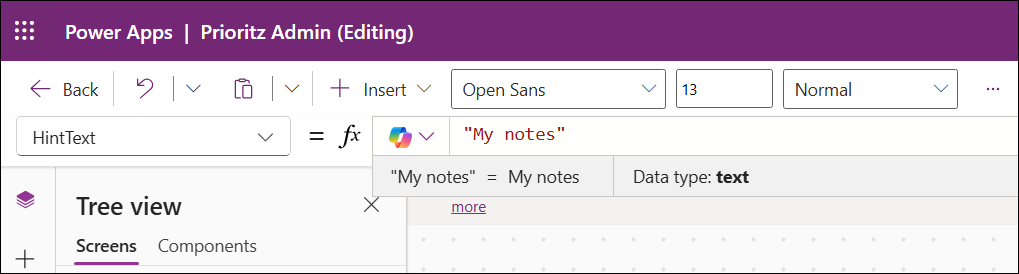 Power Apps | Prioritz Admin (Editing)
Back Insert Open Sans 13 Normal ...
HintText = fx "My notes"
"My notes" = My notes Data type: text
more
Tree view
Screens Components